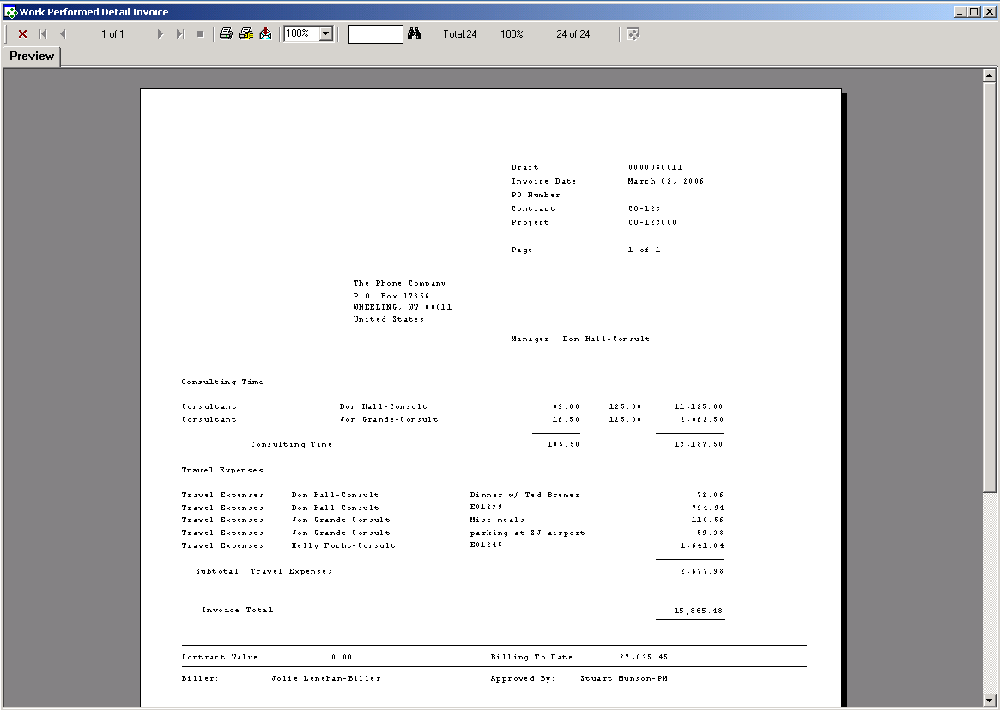 Work Performed Detail Invoice
1 of 1 100% Total:24 100% 24 of 24
Preview
Draft 0000080011
Invoice Date March 02, 2006
PO Number
Contract CO-123
Project CO-123000
Page 1 of 1
The Phone Company
P.O. Box 17866
WHEELING, WV 00011
United States
Manager Don Hall-Consult
Consulting Time
Consultant Don Hall-Consult 89.00 125.00 11,125.00
Consultant Jon Grande-Consult 16.50 125.00 2,062.50
Consulting Time 105.50 13,187.50
Travel Expenses
Travel Expenses Don Hall-Consult Dinner w/ Ted Bremer 72.06
Travel Expenses Don Hall-Consult E01239 794.94
Travel Expenses Jon Grande-Consult Misc meals 110.56
Travel Expenses Jon Grande-Consult parking at SJ airport 59.38
Travel Expenses Kelly Focht-Consult E01245 1,641.04
Subtotal Travel Expenses 2,677.98
Invoice Total 15,865.48
Contract Value 0.00 Billing To Date 27,035.45
Biller: Jolie Lenehan-Biller Approved By: Stuart Munson-PM